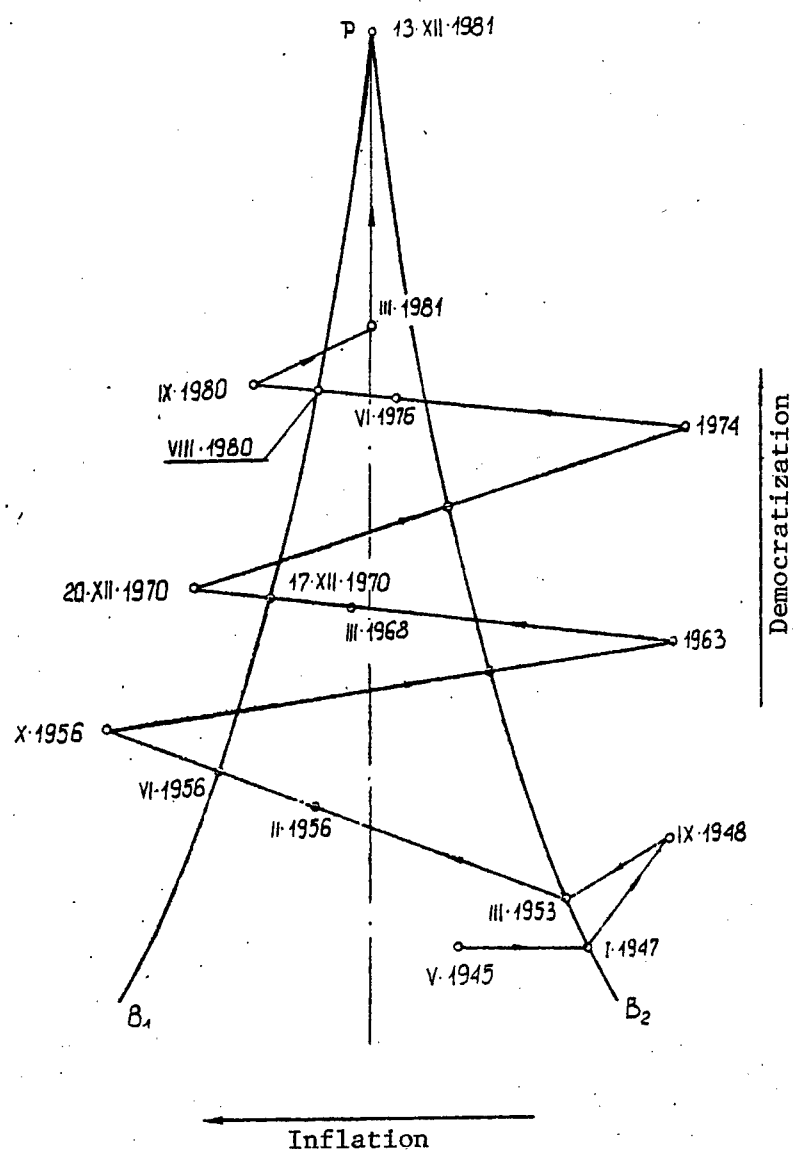 P 13·XII·1981
III·1981
IX·1980
VI·1976
1974
VIII·1980
Democratization
20·XII·1970
17·XII·1970
III·1968
1963
X·1956
VI·1956
II·1956
IX·1948
III·1953
V·1945
I·1947
B₁
B₂
Inflation